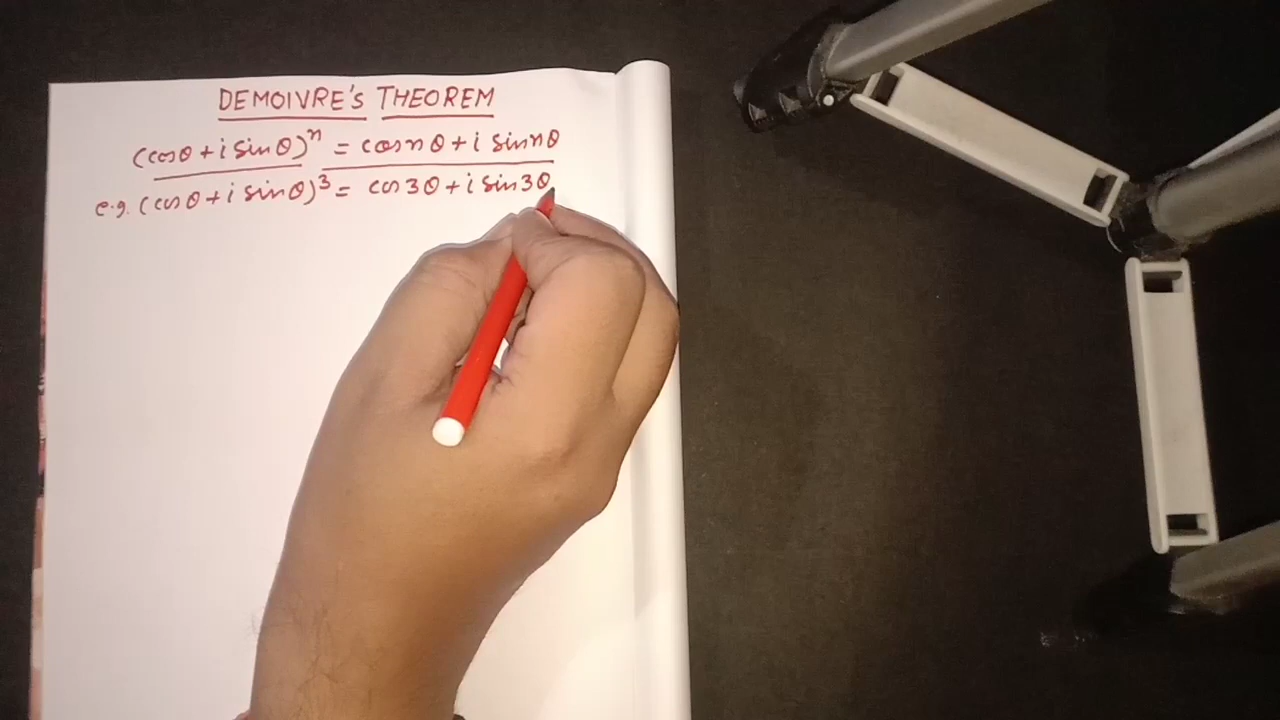 DEMOIVRE'S THEOREM
(cosθ + i sinθ)ⁿ = cosnθ + i sinnθ
e.g. (cosθ + i sinθ)³ = cos3θ + i sin3θ